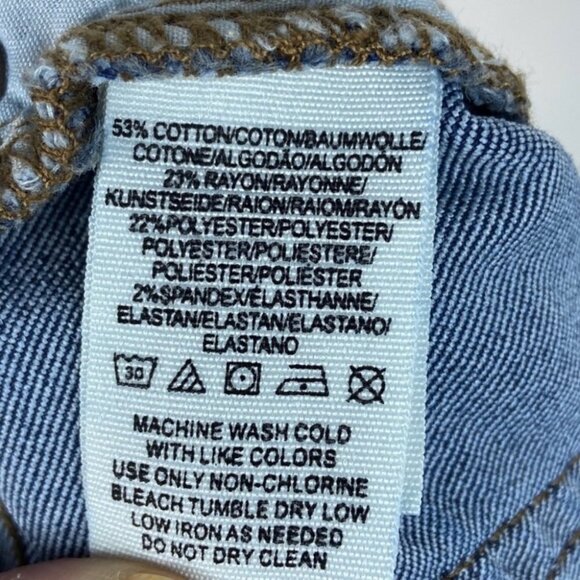 53% COTTON/COTON/BAUMWOLLE/
COTONE/ALGODÃO/ALGODÓN
23% RAYON/RAYONNE/
KUNSTSEIDE/RAION/RAIOM/RAYÓN
22%POLYESTER/POLYESTER/
POLYESTER/POLIESTERE/
POLIÉSTER/POLIÉSTER
2%SPANDEX/ÉLASTHANNE/
ELASTAN/ELASTAN/ELASTANO/
ELASTANO
30
MACHINE WASH COLD
WITH LIKE COLORS
USE ONLY NON-CHLORINE
BLEACH TUMBLE DRY LOW
LOW IRON AS NEEDED
DO NOT DRY CLEAN